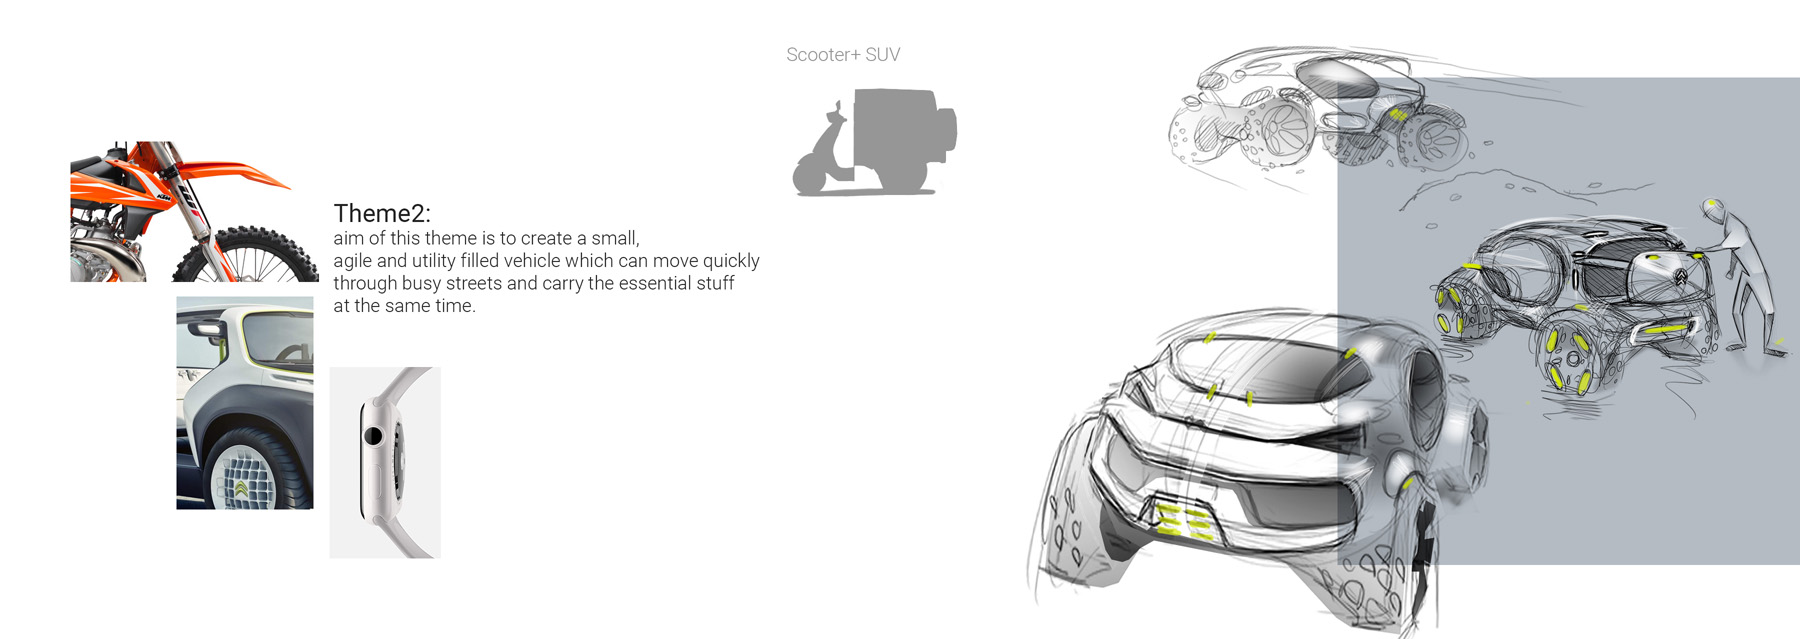 Scooter+ SUV
Theme2:
aim of this theme is to create a small,
agile and utility filled vehicle which can move quickly
through busy streets and carry the essential stuff
at the same time.
KTM